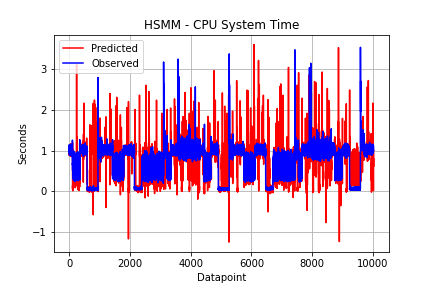 HSMM - CPU System Time
Predicted
Observed
Seconds
3
2
1
0
−1
0
2000
4000
6000
8000
10000
Datapoint